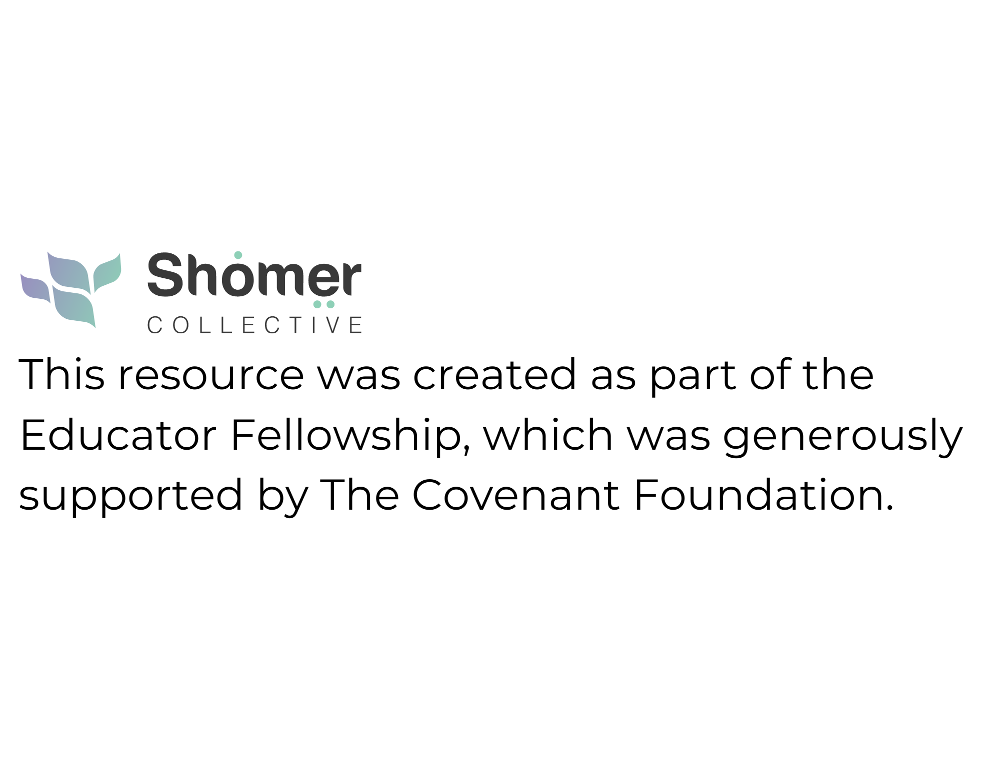 Shomer
COLLECTIVE
This resource was created as part of the
Educator Fellowship, which was generously
supported by The Covenant Foundation.